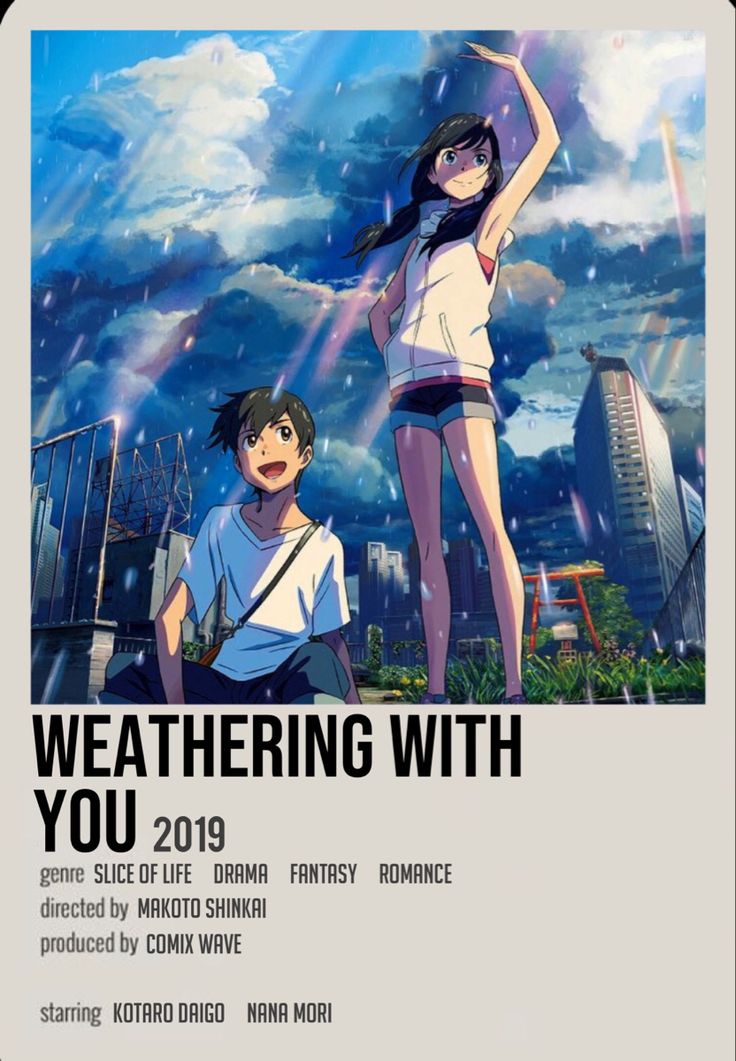 WEATHERING WITH
YOU 2019
genre SLICE OF LIFE DRAMA FANTASY ROMANCE
directed by MAKOTO SHINKAI
produced by COMIX WAVE
starring KOTARO DAIGO NANA MORI